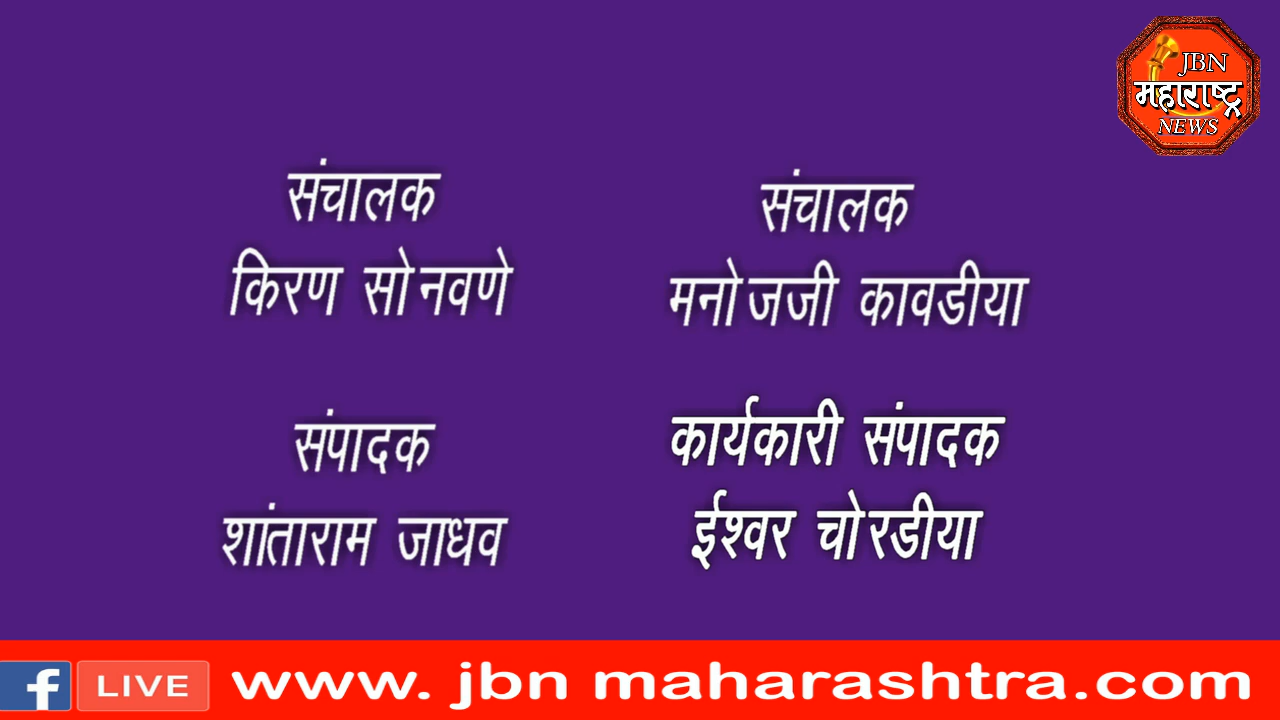 JBN
महाराष्ट्र
NEWS
संचालक
किरण सोनवणे
संचालक
मनोजजी कावडीया
संपादक
शांताराम जाधव
कार्यकारी संपादक
ईश्वर चोरडीया
f LIVE www. jbn maharashtra.com